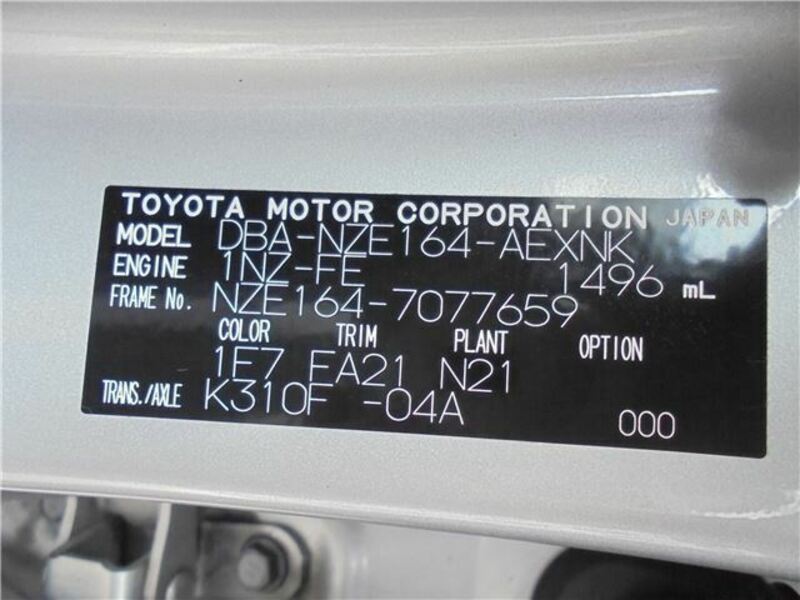 TOYOTA MOTOR CORPORATION JAPAN
MODEL DBA-NZE164-AEXNK
ENGINE 1NZ-FE 1496 mL
FRAME No. NZE164-7077659
COLOR TRIM PLANT OPTION
1F7 EA21 N21
TRANS./AXLE K310F -04A
000